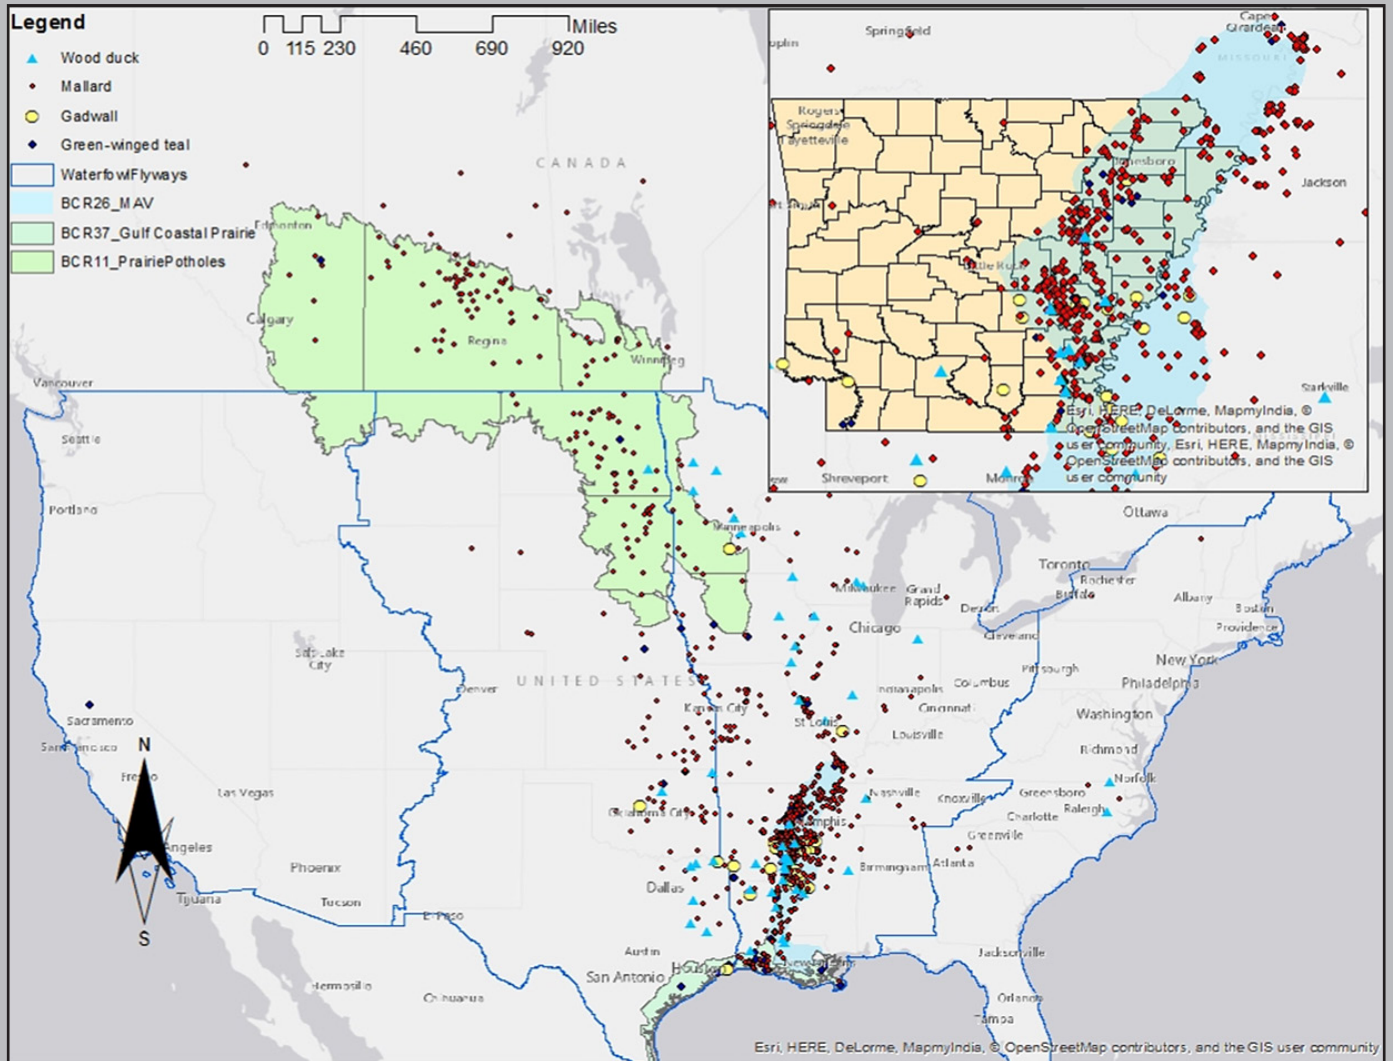 Legend
Wood duck
Mallard
Gadwall
Green-winged teal
WaterfowlFlyways
BCR26_MAV
BCR37_Gulf Coastal Prairie
BCR11_PrairiePotholes
Miles
0 115 230 460 690 920
CANADA
Edmonton
Calgary
Regina
Winnipeg
Vancouver
Seattle
Portland
Minneapolis
Ottawa
Toronto
Milwaukee
Grand
Rapids
Rochester
Buffalo
Albany
Boston
Providence
Detroit
Chicago
Cleveland
Salt Lake
City
Pittsburgh
New York
UNITED STATES
Denver
Indianapolis
Columbus
Philadelphia
Kansas City
Cincinnati
Sacramento
St Louis
Washington
San Francisco
Louisville
Richmond
N
Fresno
Norfolk
Las Vegas
Nashville
Knoxville
Greensboro
Raleigh
Oklahoma City
Memphis
Charlotte
Greenville
Angeles
Phoenix
Birmingham
Atlanta
Dallas
Tijuana
Tucson
El Paso
S
Austin
Jacksonville
San Antonio
Houston
New Orleans
Hermosillo
Chihuahua
Orlando
Tampa
Esri, HERE, DeLorme, MapmyIndia, © OpenStreetMap contributors, and the GIS user community
Cape
Girardeau
Springfield
oplin
MISSOURI
Rogers
Springdale
Fayetteville
Jonesboro
Jackson
Little Rock
Starkville
Esri, HERE, DeLorme, MapmyIndia, ©
OpenStreetMap contributors, and the GIS
user community, Esri, HERE, MapmyIndia, ©
OpenStreetMap contributors, and the GIS
user community
MISSISSIPPI
ew
Shreveport
Monroe